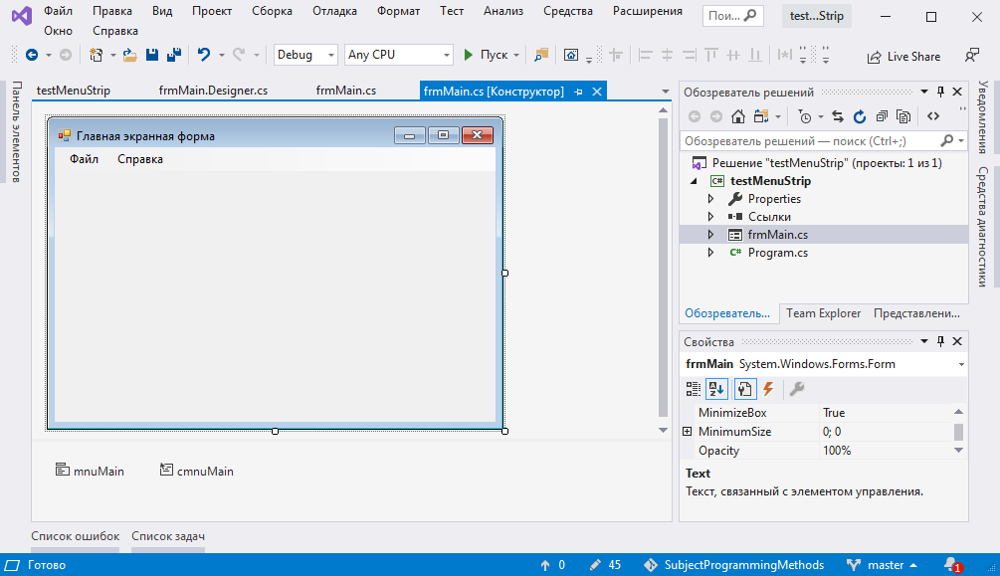 Файл Правка Вид Проект Сборка Отладка Формат Тест Анализ Средства Расширения Пои... test...Strip
Окно Справка
Debug Any CPU Пуск Live Share
Панель элементов
testMenuStrip frmMain.Designer.cs frmMain.cs frmMain.cs [Конструктор]
Главная экранная форма
Файл Справка
mnuMain cmnuMain
Обозреватель решений
Обозреватель решений — поиск (Ctrl+;)
Решение "testMenuStrip" (проекты: 1 из 1)
C# testMenuStrip
Properties
Ссылки
frmMain.cs
C# Program.cs
Обозреватель... Team Explorer Представлени...
Свойства
frmMain System.Windows.Forms.Form
MinimizeBox True
MinimumSize 0; 0
Opacity 100%
Text
Текст, связанный с элементом управления.
Уведомления
Средства диагностики
Список ошибок Список задач
Готово 0 45 SubjectProgrammingMethods master 1